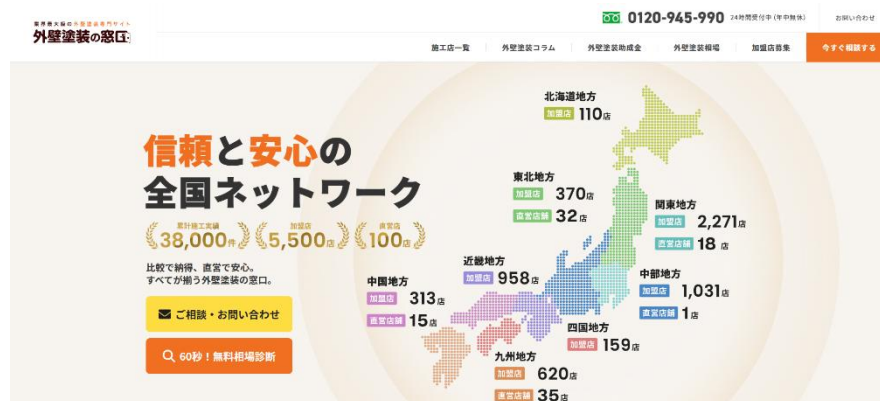 業界最大級の外壁塗装専門サイト
外壁塗装の窓口
0120-945-990 24時間受付中(年中無休)
お問い合わせ
施工店一覧
外壁塗装コラム
外壁塗装助成金
外壁塗装相場
加盟店募集
今すぐ相談する
信頼と安心の
全国ネットワーク
累計施工実績
38,000件
加盟店
5,500店
直営店
100店
比較で納得、直営で安心。
すべてが揃う外壁塗装の窓口。
ご相談・お問い合わせ
60秒!無料相場診断
北海道地方
加盟店 110店
東北地方
加盟店 370店
直営店舗 32店
関東地方
加盟店 2,271店
直営店舗 18店
近畿地方
加盟店 958店
中部地方
加盟店 1,031店
直営店舗 1店
中国地方
加盟店 313店
直営店舗 15店
四国地方
加盟店 159店
九州地方
加盟店 620店
直営店舗 35店